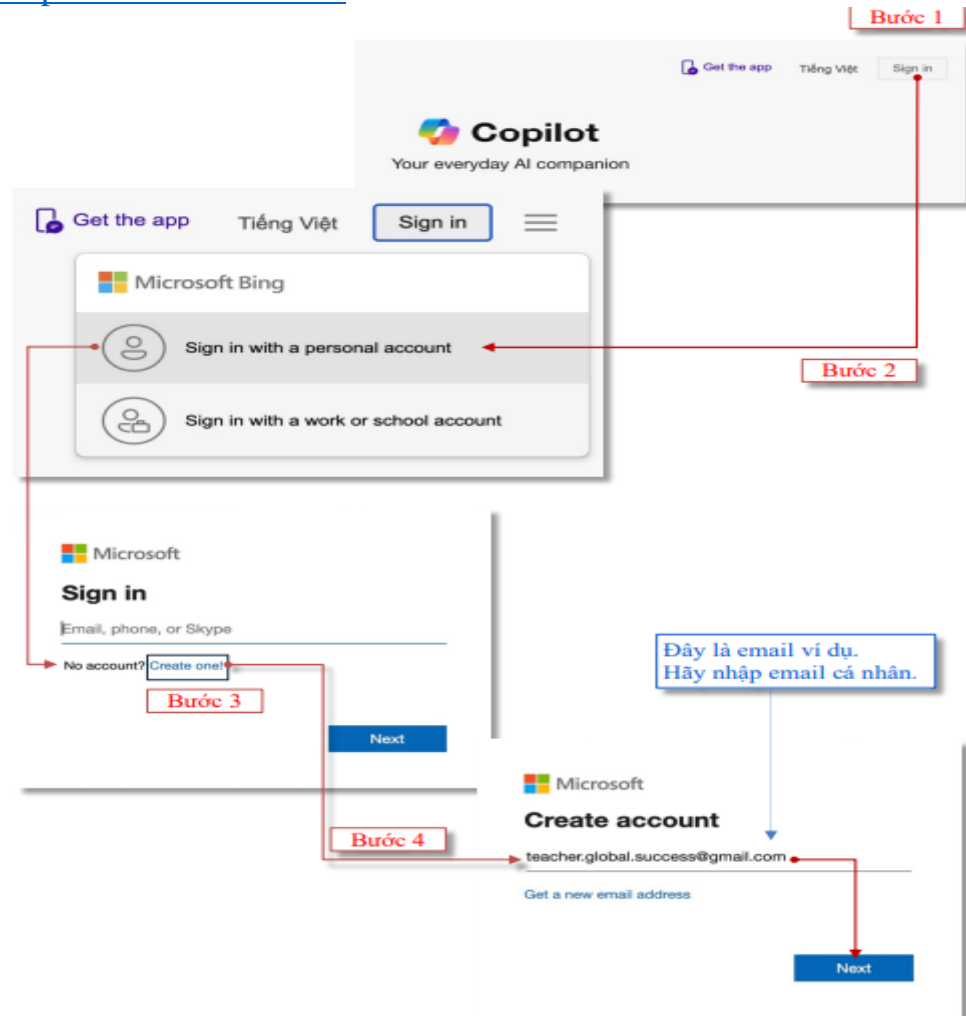 Bước 1
Get the app Tiếng Việt Sign in
Copilot
Your everyday AI companion
Get the app Tiếng Việt Sign in
Microsoft Bing
Sign in with a personal account
Bước 2
Sign in with a work or school account
Microsoft
Sign in
Email, phone, or Skype
No account? Create one!
Bước 3
Next
Đây là email ví dụ.
Hãy nhập email cá nhân.
Bước 4
Microsoft
Create account
teacher.global.success@gmail.com
Get a new email address
Next